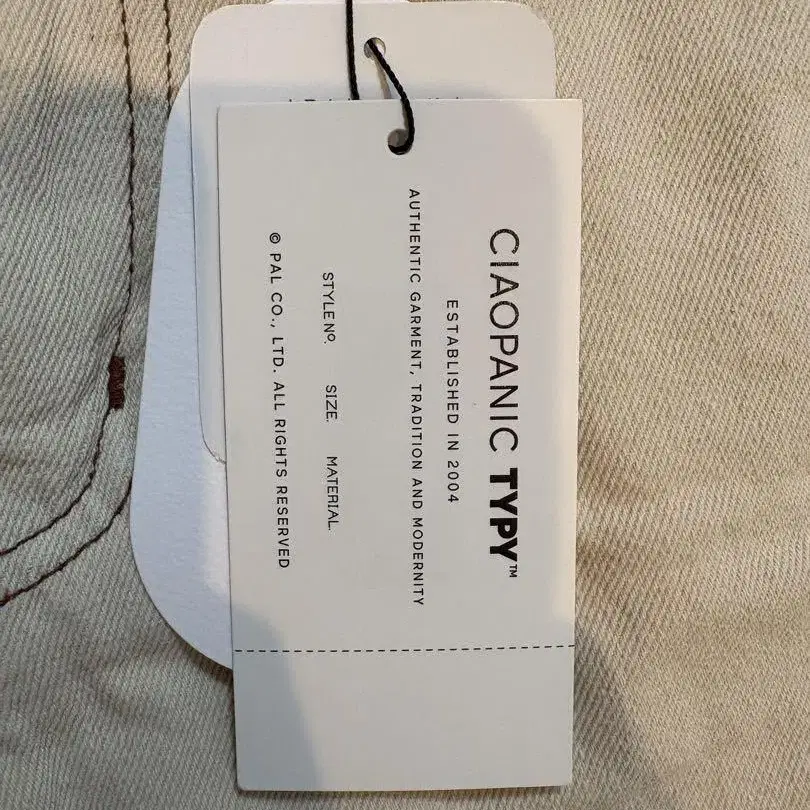 CIAOPANIC TYPY™
ESTABLISHED IN 2004
AUTHENTIC GARMENT, TRADITION AND MODERNITY
STYLE Nº. SIZE. MATERIAL.
© PAL CO., LTD. ALL RIGHTS RESERVED